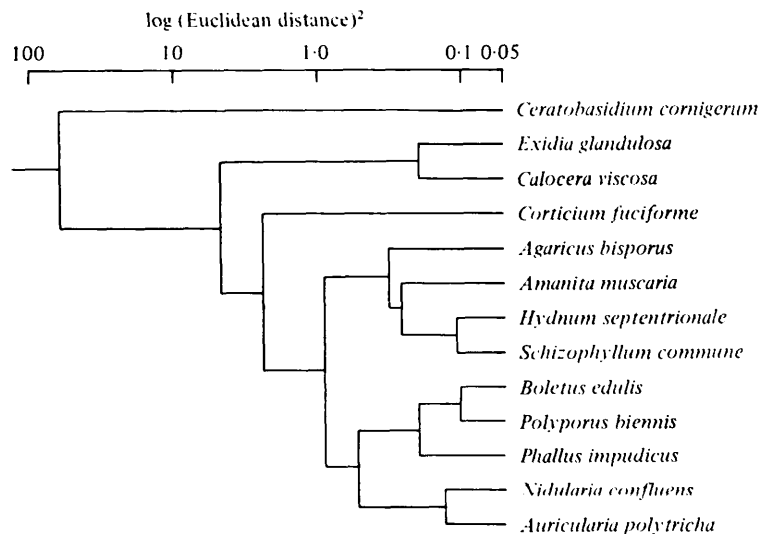 log (Euclidean distance)²
100 10 1·0 0·1 0·05
Ceratobasidium cornigerum
Exidia glandulosa
Calocera viscosa
Corticium fuciforme
Agaricus bisporus
Amanita muscaria
Hydnum septentrionale
Schizophyllum commune
Boletus edulis
Polyporus biennis
Phallus impudicus
Nidularia confluens
Auricularia polytricha